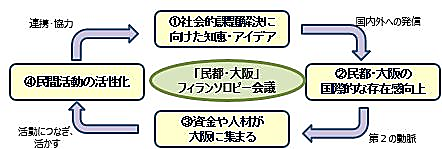 連携・協力
①社会的課題解決に
向けた知恵・アイデア
国内外への発信
④民間活動の活性化
「民都・大阪」
フィランソロピー会議
②民都・大阪の
国際的な存在感向上
活動につなぎ、
活かす
③資金や人材が
大阪に集まる
第２の動脈